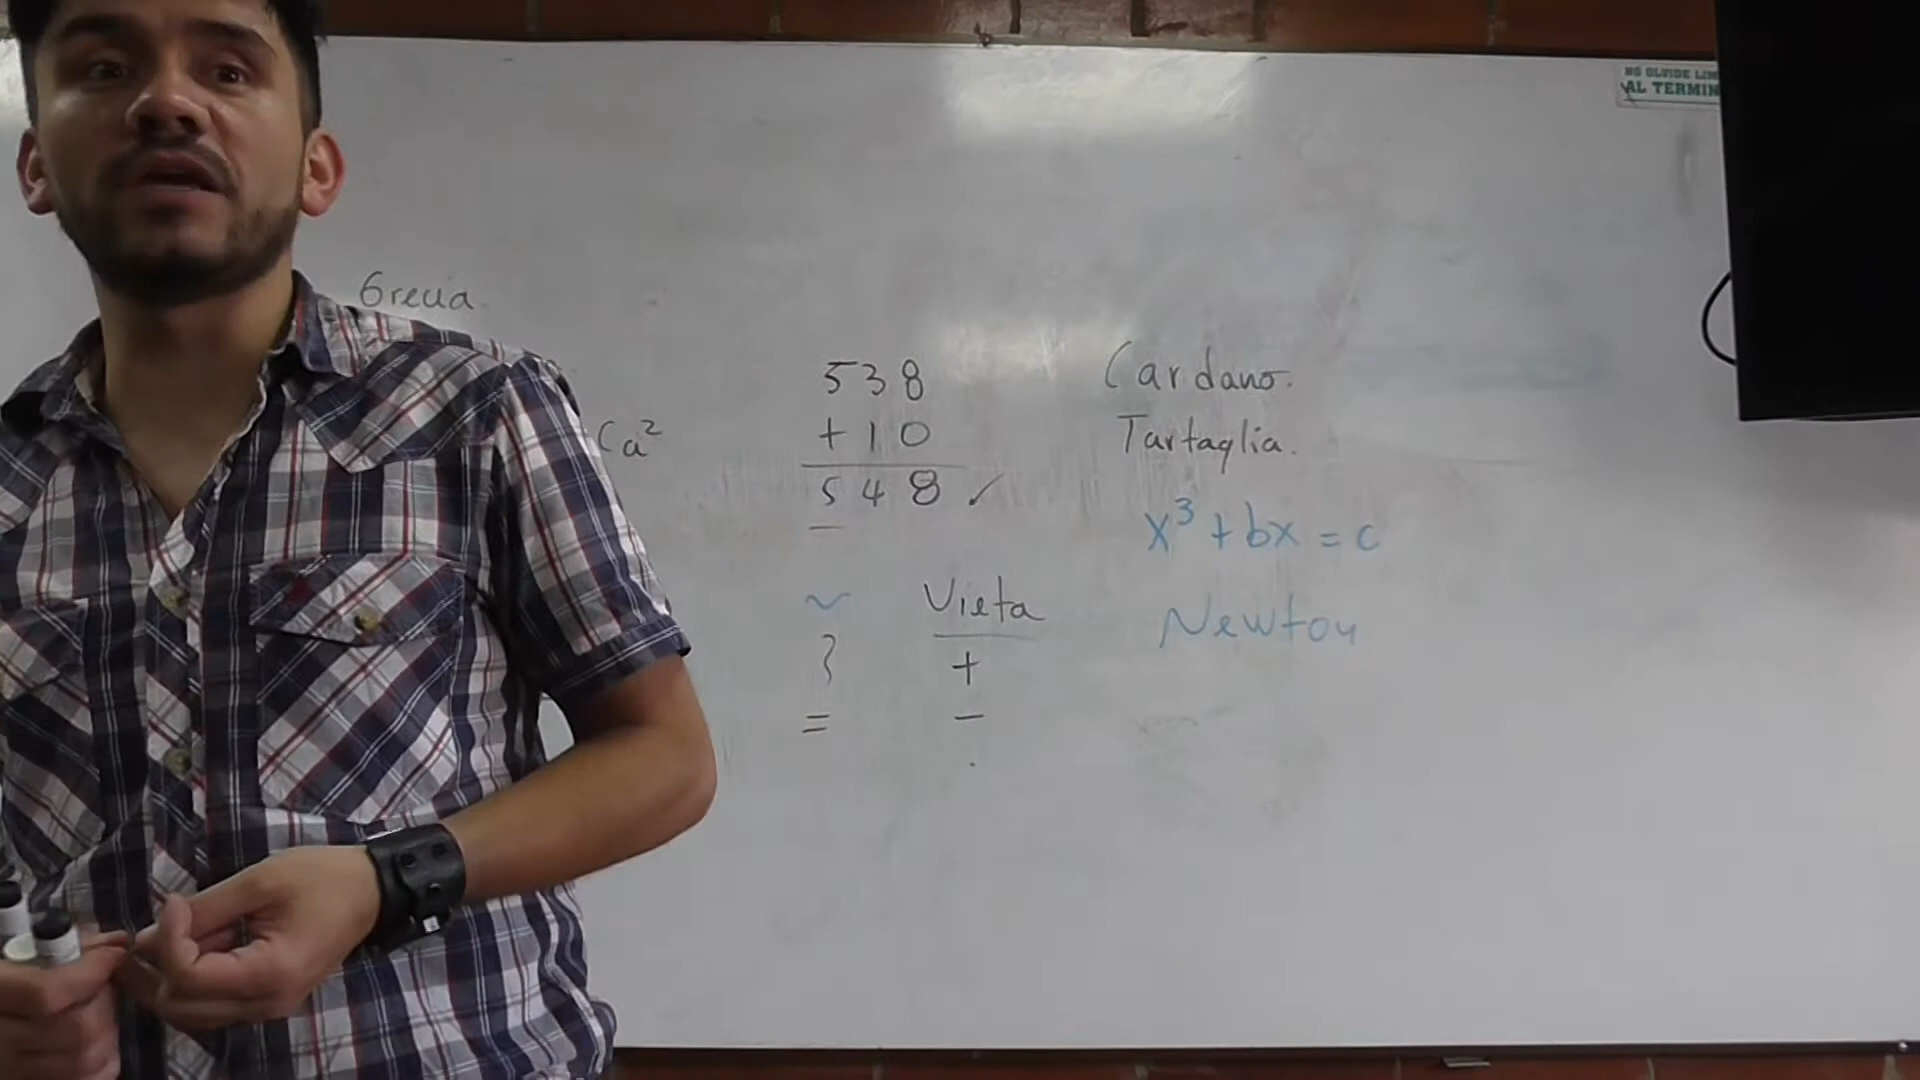 NO OLVIDE LIM
AL TERMIN
Grecia
Ca²
538
+ 10
548 ✓
~
}
=
Vieta
+
−
.
Cardano.
Tartaglia.
x³ + bx = c
Newton